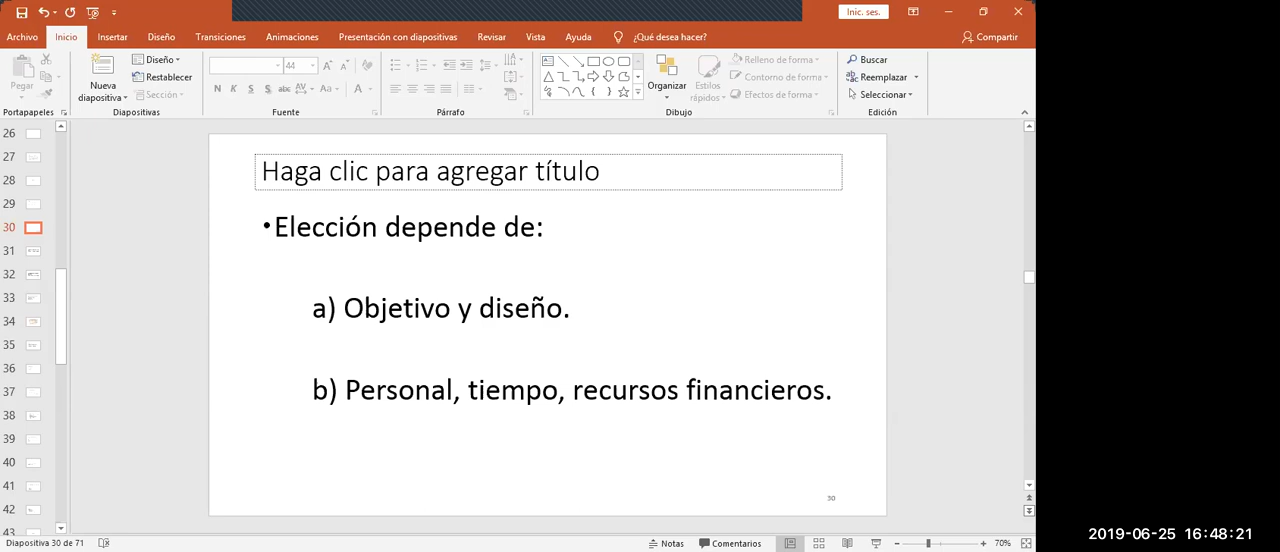 Inic. ses.
Archivo Inicio Insertar Diseño Transiciones Animaciones Presentación con diapositivas Revisar Vista Ayuda ¿Qué desea hacer? Compartir
Pegar
Nueva diapositiva
Diseño
Restablecer
Sección
44
N K S S abc AV Aa A
Organizar
Estilos rápidos
Relleno de forma
Contorno de forma
Efectos de forma
Buscar
Reemplazar
Seleccionar
Portapapeles Diapositivas Fuente Párrafo Dibujo Edición
26
27
28
29
30
31
32
33
34
35
36
37
38
39
40
41
42
43
Haga clic para agregar título
•Elección depende de:
a) Objetivo y diseño.
b) Personal, tiempo, recursos financieros.
30
Diapositiva 30 de 71 Notas Comentarios 70%
2019-06-25 16:48:21